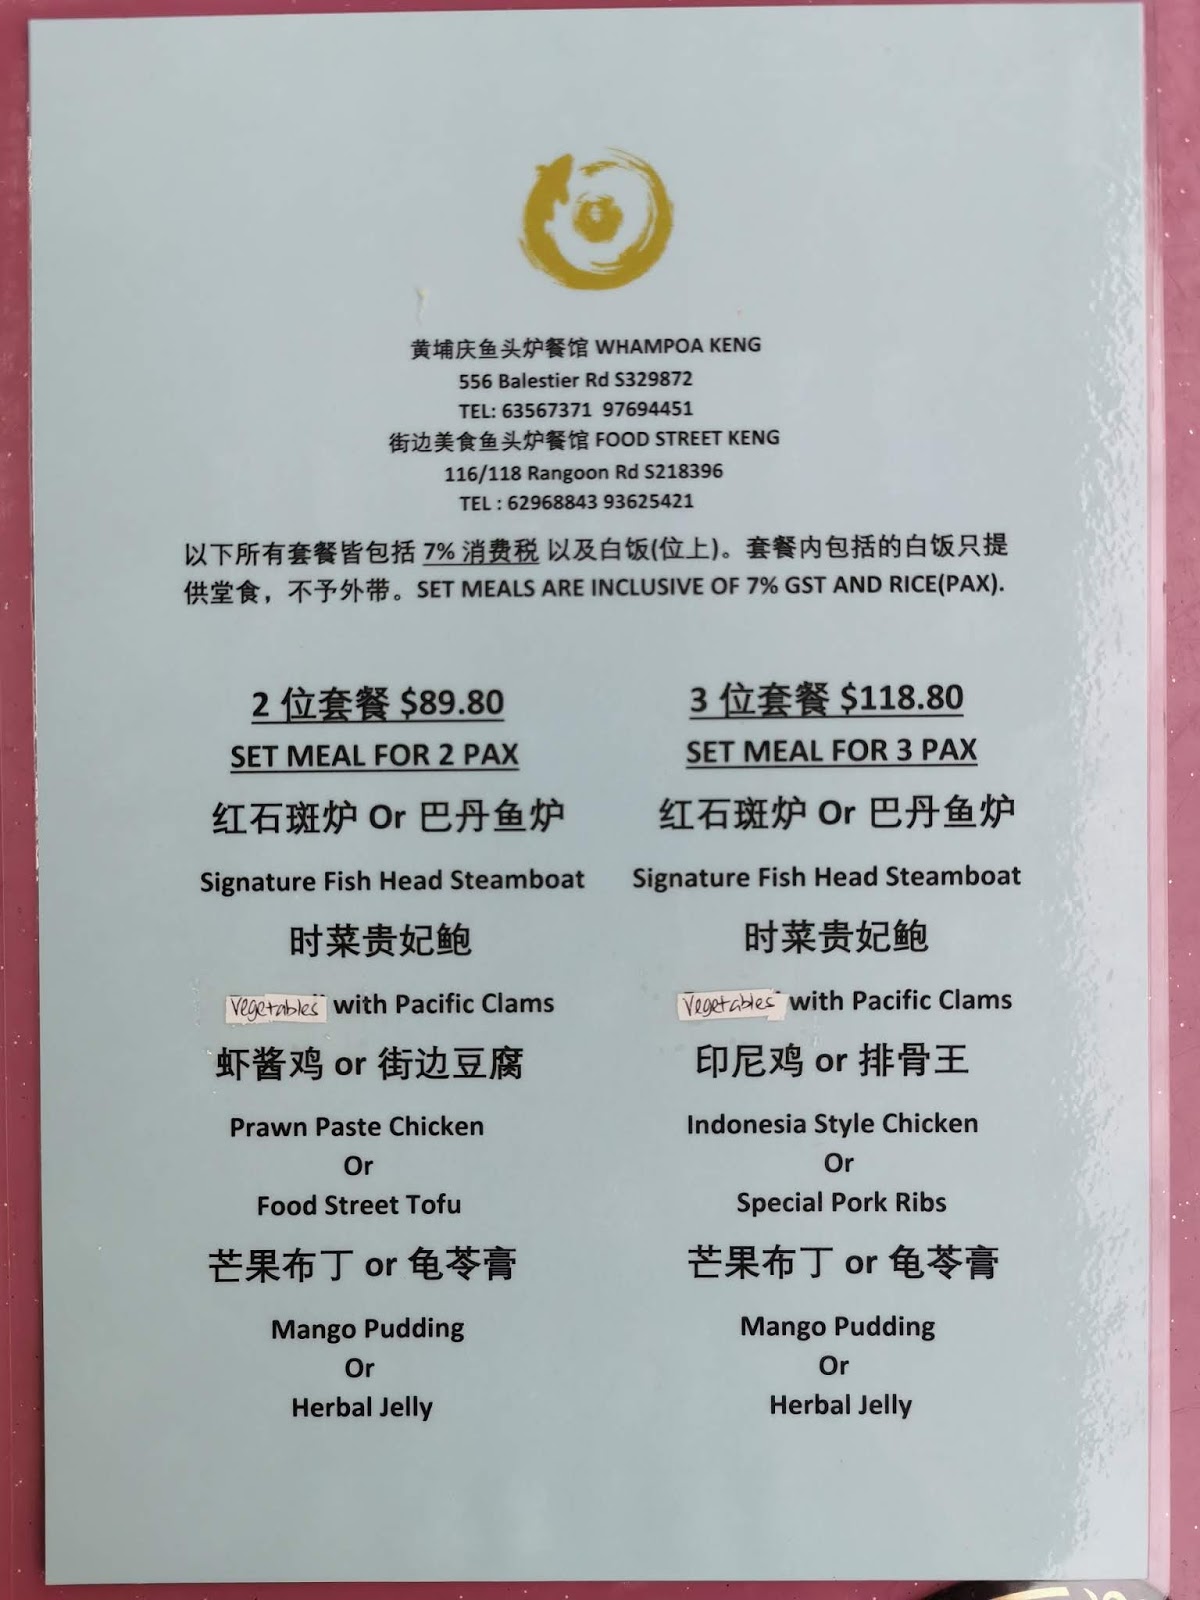 黄埔庆鱼头炉餐馆 WHAMPOA KENG
556 Balestier Rd S329872
TEL: 63567371 97694451
街边美食鱼头炉餐馆 FOOD STREET KENG
116/118 Rangoon Rd S218396
TEL : 62968843 93625421
以下所有套餐皆包括 7% 消费税 以及白饭(位上)。套餐内包括的白饭只提
供堂食，不予外带。SET MEALS ARE INCLUSIVE OF 7% GST AND RICE(PAX).
2 位套餐 $89.80
SET MEAL FOR 2 PAX
红石斑炉 Or 巴丹鱼炉
Signature Fish Head Steamboat
时菜贵妃鲍
Vegetables with Pacific Clams
虾酱鸡 or 街边豆腐
Prawn Paste Chicken
Or
Food Street Tofu
芒果布丁 or 龟苓膏
Mango Pudding
Or
Herbal Jelly
3 位套餐 $118.80
SET MEAL FOR 3 PAX
红石斑炉 Or 巴丹鱼炉
Signature Fish Head Steamboat
时菜贵妃鲍
Vegetables with Pacific Clams
印尼鸡 or 排骨王
Indonesia Style Chicken
Or
Special Pork Ribs
芒果布丁 or 龟苓膏
Mango Pudding
Or
Herbal Jelly